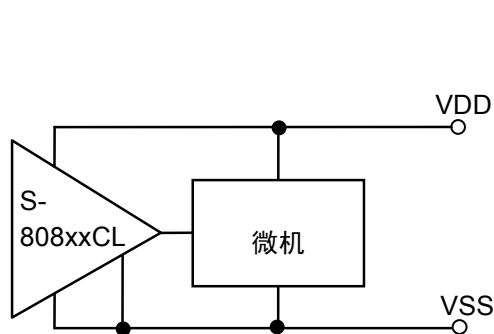 VDD
S-
808xxCL
微机
VSS